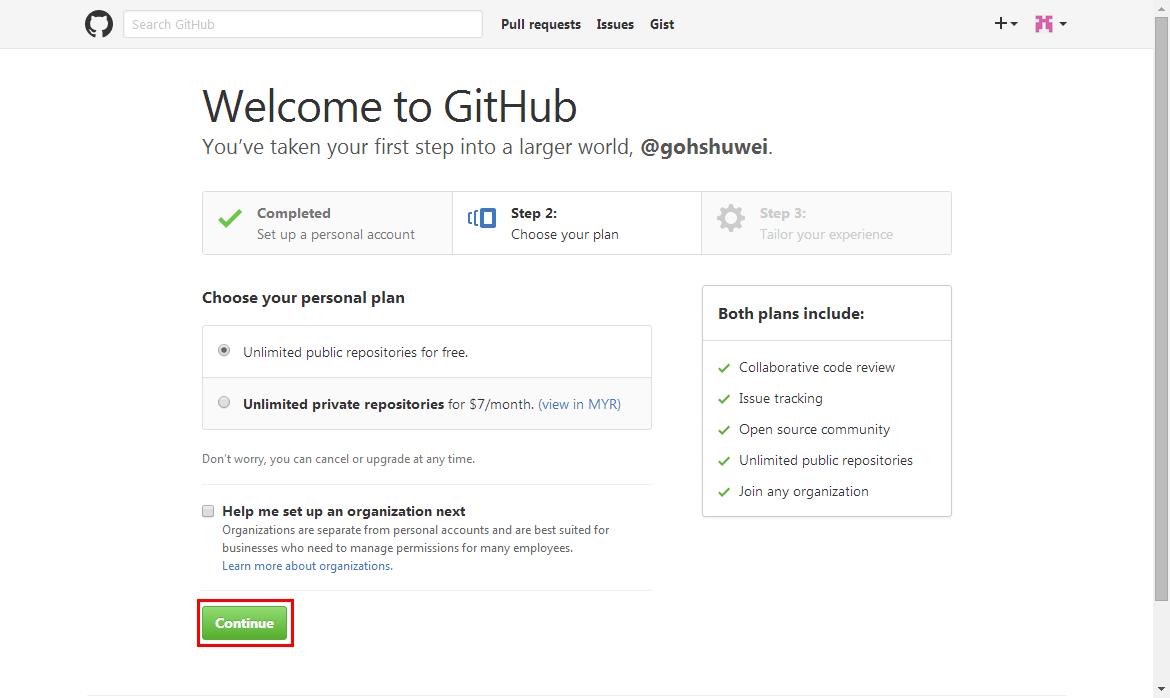 Search GitHub
Pull requests
Issues
Gist
Welcome to GitHub
You've taken your first step into a larger world, @gohshuwei.
Completed
Set up a personal account
Step 2:
Choose your plan
Step 3:
Tailor your experience
Choose your personal plan
Unlimited public repositories for free.
Unlimited private repositories for $7/month. (view in MYR)
Don't worry, you can cancel or upgrade at any time.
Help me set up an organization next
Organizations are separate from personal accounts and are best suited for
businesses who need to manage permissions for many employees.
Learn more about organizations.
Continue
Both plans include:
Collaborative code review
Issue tracking
Open source community
Unlimited public repositories
Join any organization